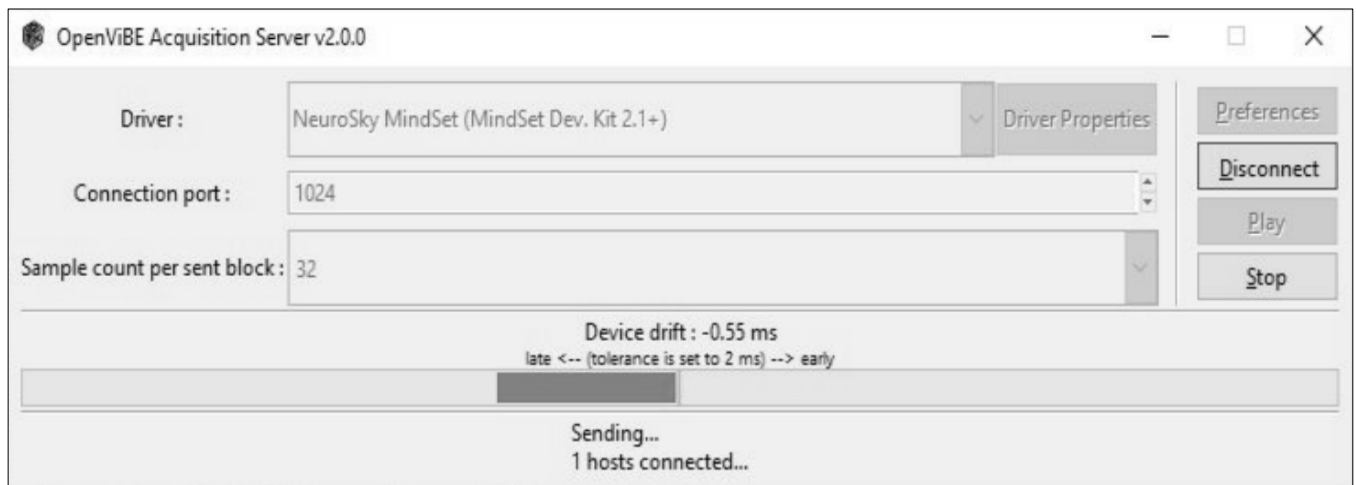 OpenViBE Acquisition Server v2.0.0
Driver :
NeuroSky MindSet (MindSet Dev. Kit 2.1+)
Driver Properties
Preferences
Connection port :
1024
Disconnect
Play
Sample count per sent block :
32
Stop
Device drift : -0.55 ms
late <-- (tolerance is set to 2 ms) --> early
Sending...
1 hosts connected...